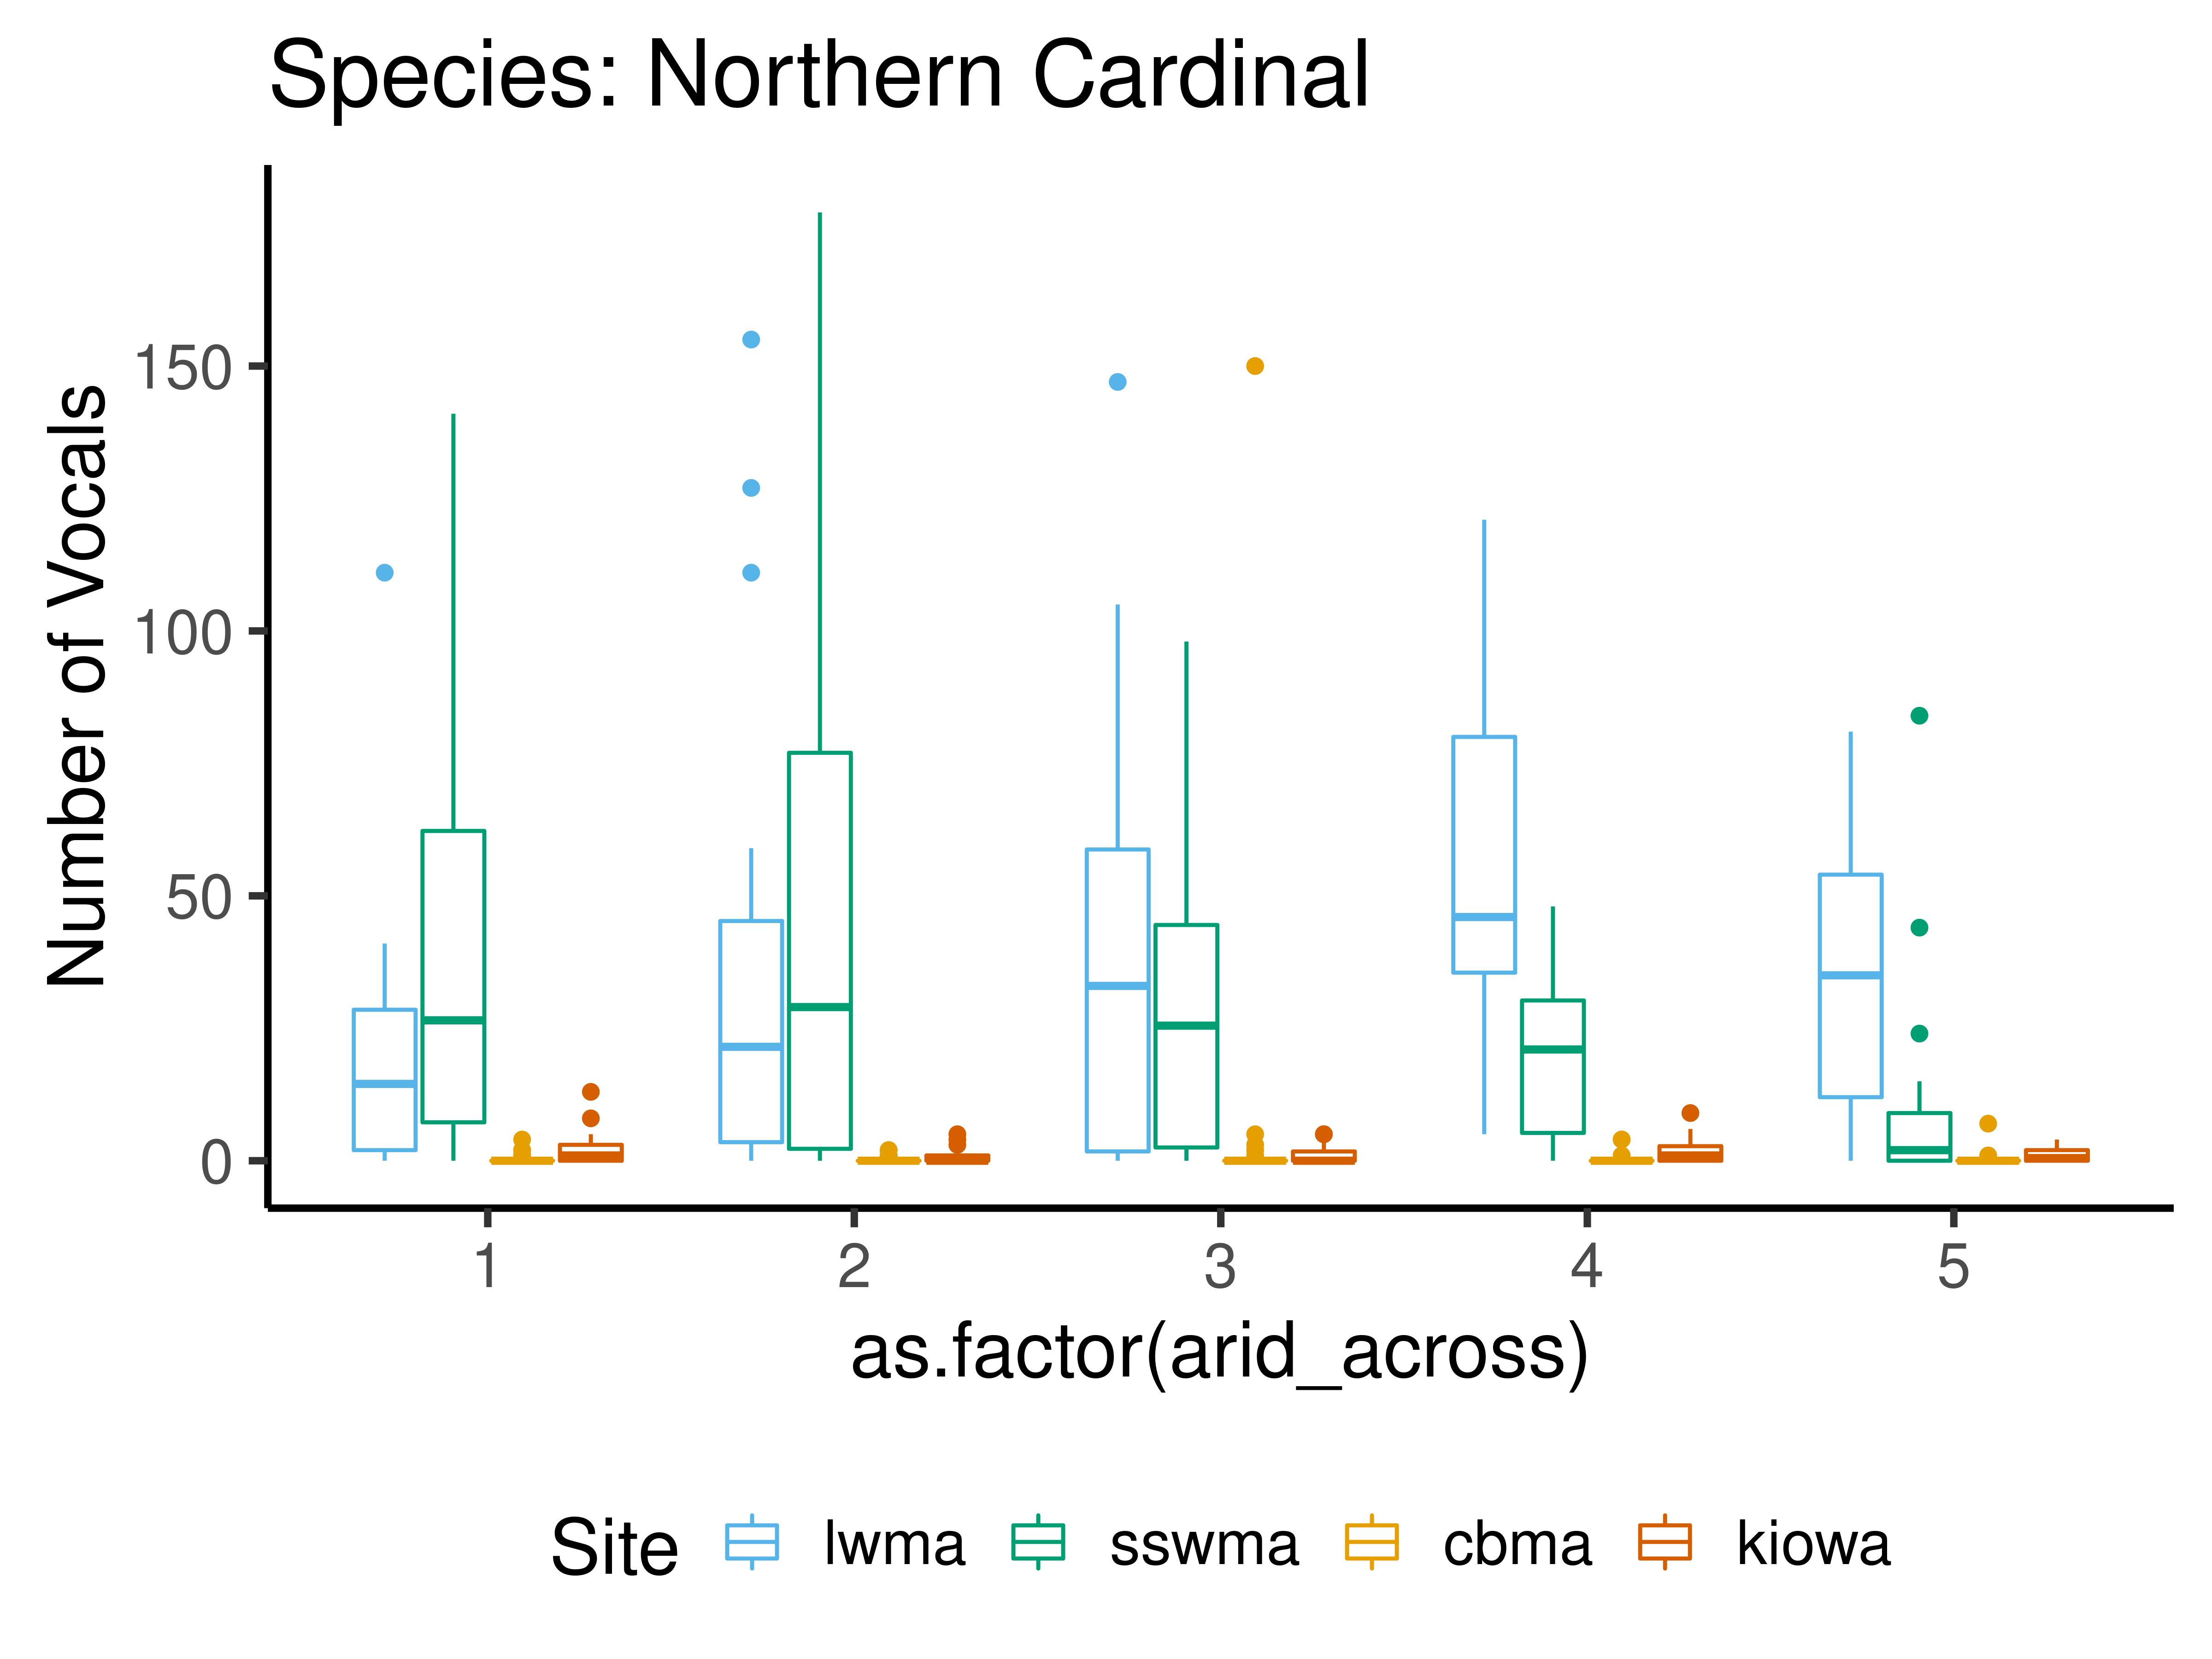 Species: Northern Cardinal
Number of Vocals
150
100
50
0
1 2 3 4 5
as.factor(arid_across)
Site lwma sswma cbma kiowa